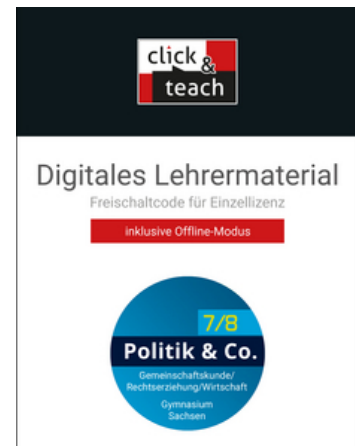 click &
teach
Digitales Lehrermaterial
Freischaltcode für Einzellizenz
inklusive Offline-Modus
7/8
Politik & Co.
Gemeinschaftskunde/
Rechtserziehung/Wirtschaft
Gymnasium
Sachsen